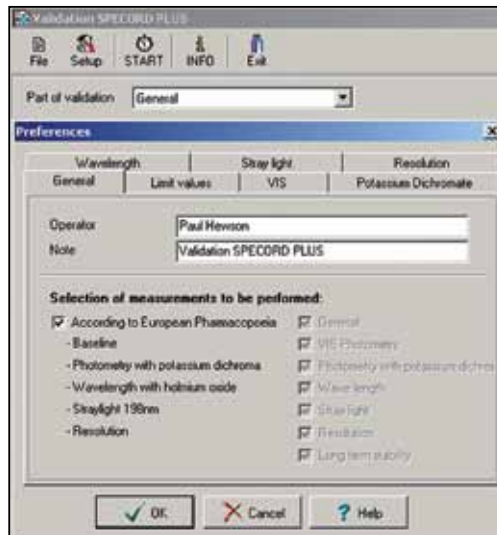 Validation SPECORD PLUS
File Setup START INFO Exit
Part of validation General
Preferences
Wavelength Stray light Resolution
General Limit values VIS Potassium Dichromate
Operator Paul Hewson
Note Validation SPECORD PLUS
Selection of measurements to be performed:
According to European Pharmacopoeia General
- Baseline VIS Photometry
- Photometry with potassium dichroma Photometry with potassium dichroma
- Wavelength with holmium oxide Wave length
- Straylight 198nm Stray light
- Resolution Resolution
Long term stability
OK Cancel Help